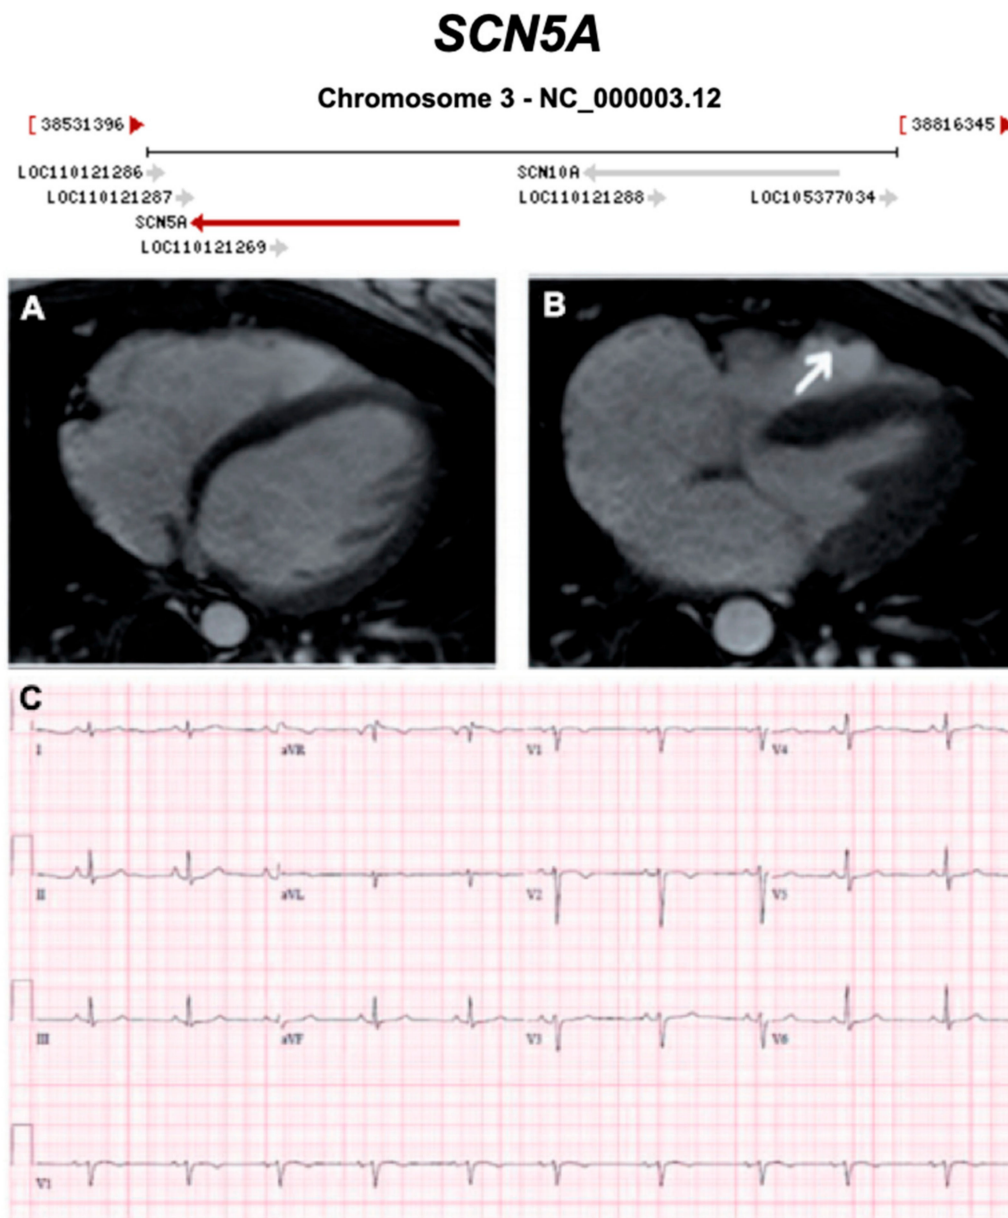 SCN5A
Chromosome 3 - NC_000003.12
[ 38531396
[ 38816345
LOC110121286
SCN10A
LOC110121287
LOC110121288
LOC105377034
SCN5A
LOC110121269
A
B
C
I
aVR
V1
V4
II
aVL
V2
V5
III
aVF
V3
V6
V1